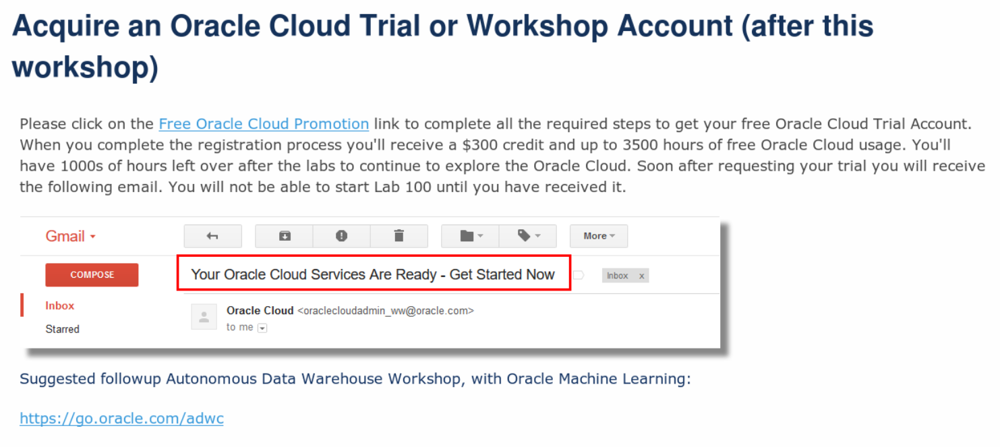 Acquire an Oracle Cloud Trial or Workshop Account (after this
workshop)
Please click on the Free Oracle Cloud Promotion link to complete all the required steps to get your free Oracle Cloud Trial Account.
When you complete the registration process you'll receive a $300 credit and up to 3500 hours of free Oracle Cloud usage. You'll
have 1000s of hours left over after the labs to continue to explore the Oracle Cloud. Soon after requesting your trial you will receive
the following email. You will not be able to start Lab 100 until you have received it.
Gmail
More
COMPOSE
Your Oracle Cloud Services Are Ready - Get Started Now
Inbox x
Inbox
Oracle Cloud <oraclecloudadmin_ww@oracle.com>
Starred
to me
Suggested followup Autonomous Data Warehouse Workshop, with Oracle Machine Learning:
https://go.oracle.com/adwc